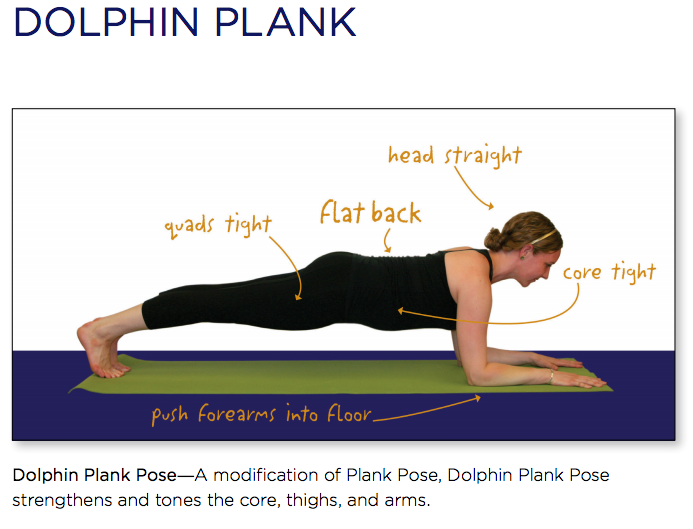 DOLPHIN PLANK
head straight
flat back
quads tight
core tight
push forearms into floor
Dolphin Plank Pose—A modification of Plank Pose, Dolphin Plank Pose
strengthens and tones the core, thighs, and arms.